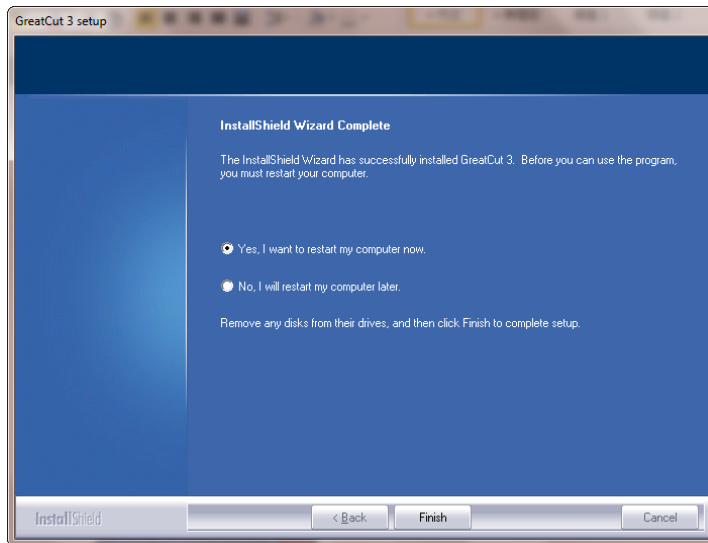 GreatCut 3 setup
InstallShield Wizard Complete
The InstallShield Wizard has successfully installed GreatCut 3. Before you can use the program,
you must restart your computer.
Yes, I want to restart my computer now.
No, I will restart my computer later.
Remove any disks from their drives, and then click Finish to complete setup.
InstallShield
< Back
Finish
Cancel